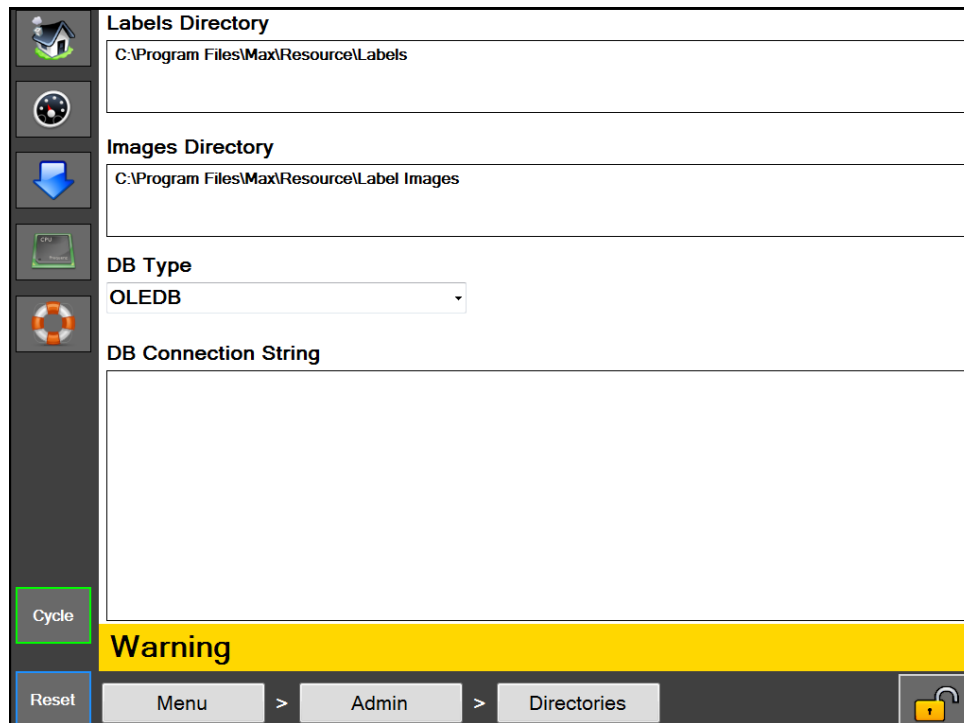 Labels Directory
C:\Program Files\Max\Resource\Labels
Images Directory
C:\Program Files\Max\Resource\Label Images
CPU
DB Type
OLEDB
DB Connection String
Cycle
Warning
Reset
Menu > Admin > Directories